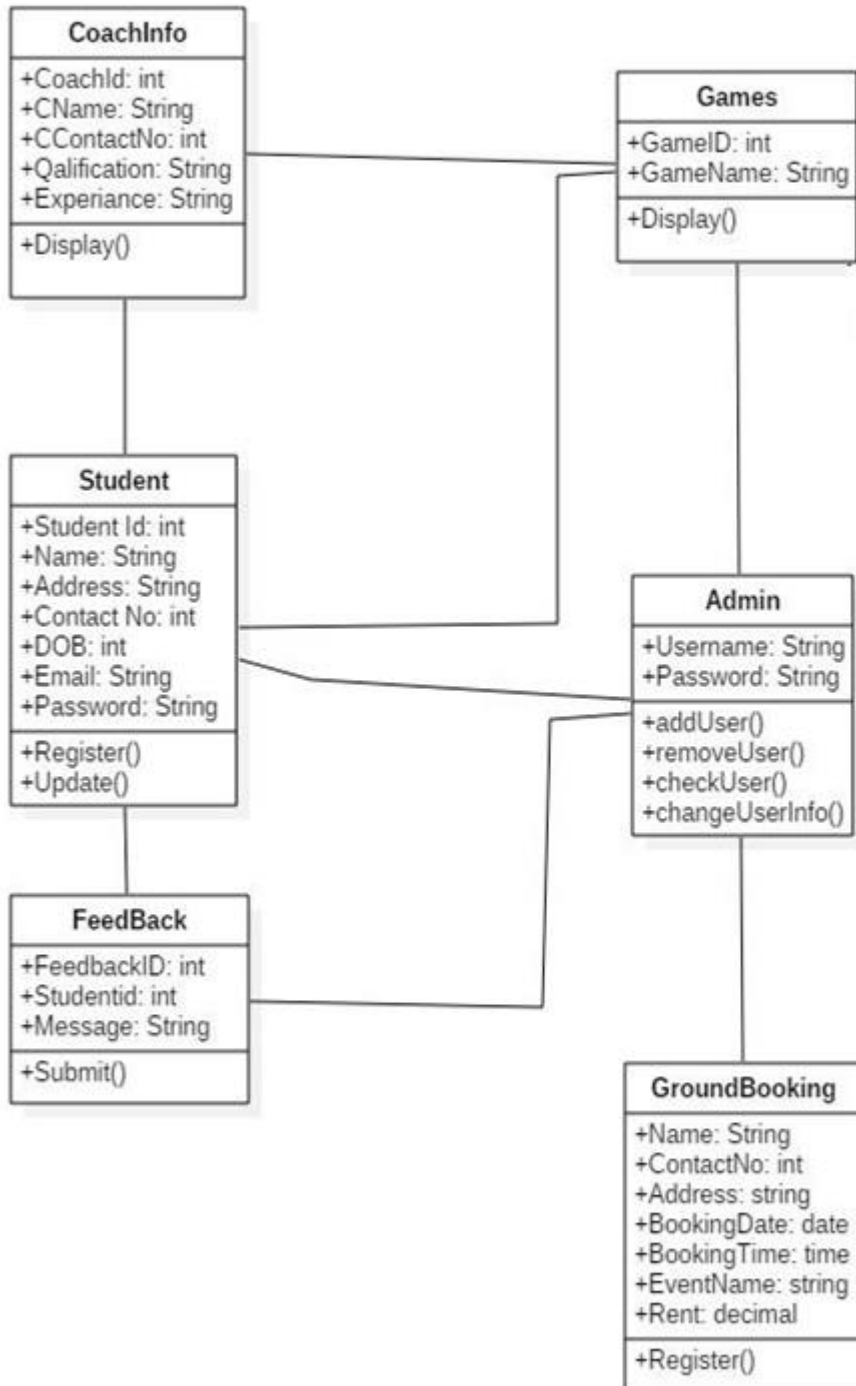 CoachInfo
+CoachId: int
+CName: String
+CContactNo: int
+Qalification: String
+Experiance: String
+Display()
Games
+GameID: int
+GameName: String
+Display()
Student
+Student Id: int
+Name: String
+Address: String
+Contact No: int
+DOB: int
+Email: String
+Password: String
+Register()
+Update()
Admin
+Username: String
+Password: String
+addUser()
+removeUser()
+checkUser()
+changeUserInfo()
FeedBack
+FeedbackID: int
+Studentid: int
+Message: String
+Submit()
GroundBooking
+Name: String
+ContactNo: int
+Address: string
+BookingDate: date
+BookingTime: time
+EventName: string
+Rent: decimal
+Register()